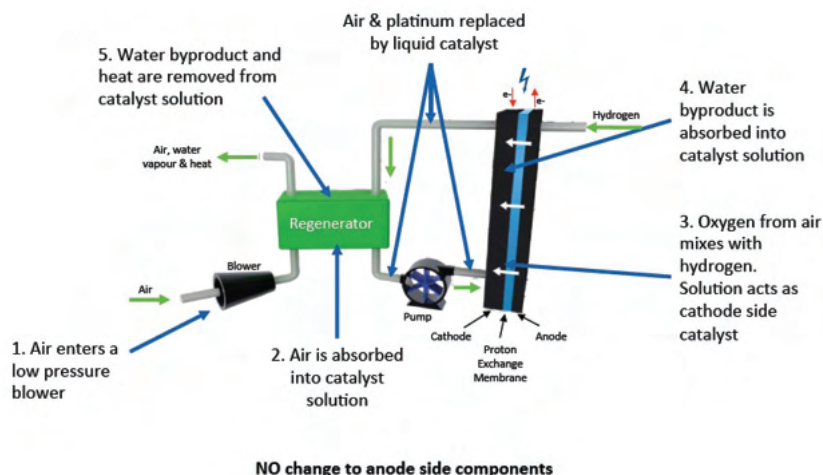 Air & platinum replaced
by liquid catalyst
5. Water byproduct and
heat are removed from
catalyst solution
e-
e-
Hydrogen
4. Water
byproduct is
absorbed into
catalyst solution
Air, water
vapour & heat
Regenerator
3. Oxygen from air
mixes with
hydrogen.
Solution acts as
cathode side
catalyst
Blower
Air
Pump
Cathode
Anode
Proton
Exchange
Membrane
1. Air enters a
low pressure
blower
2. Air is absorbed
into catalyst
solution
NO change to anode side components